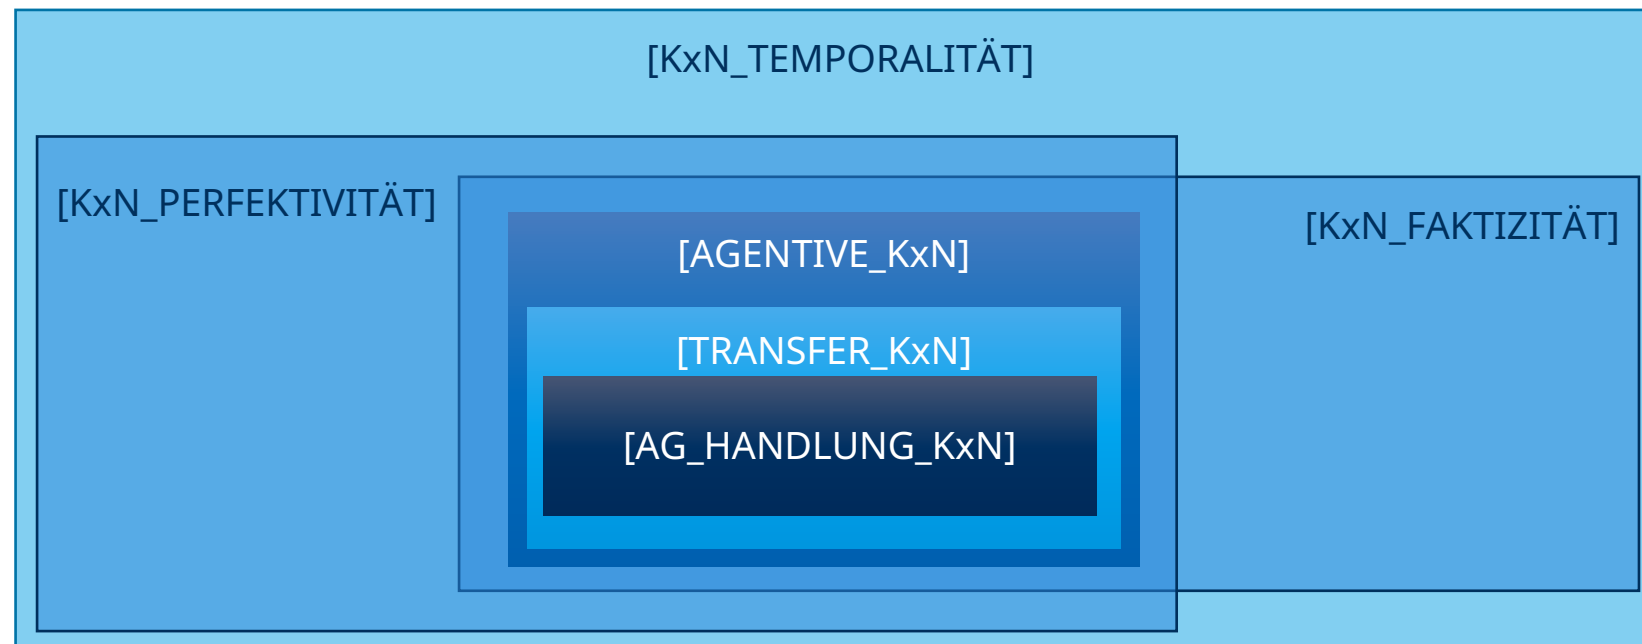 [KxN_TEMPORALITÄT]
[KxN_PERFEKTIVITÄT]
[KxN_FAKTIZITÄT]
[AGENTIVE_KxN]
[TRANSFER_KxN]
[AG_HANDLUNG_KxN]